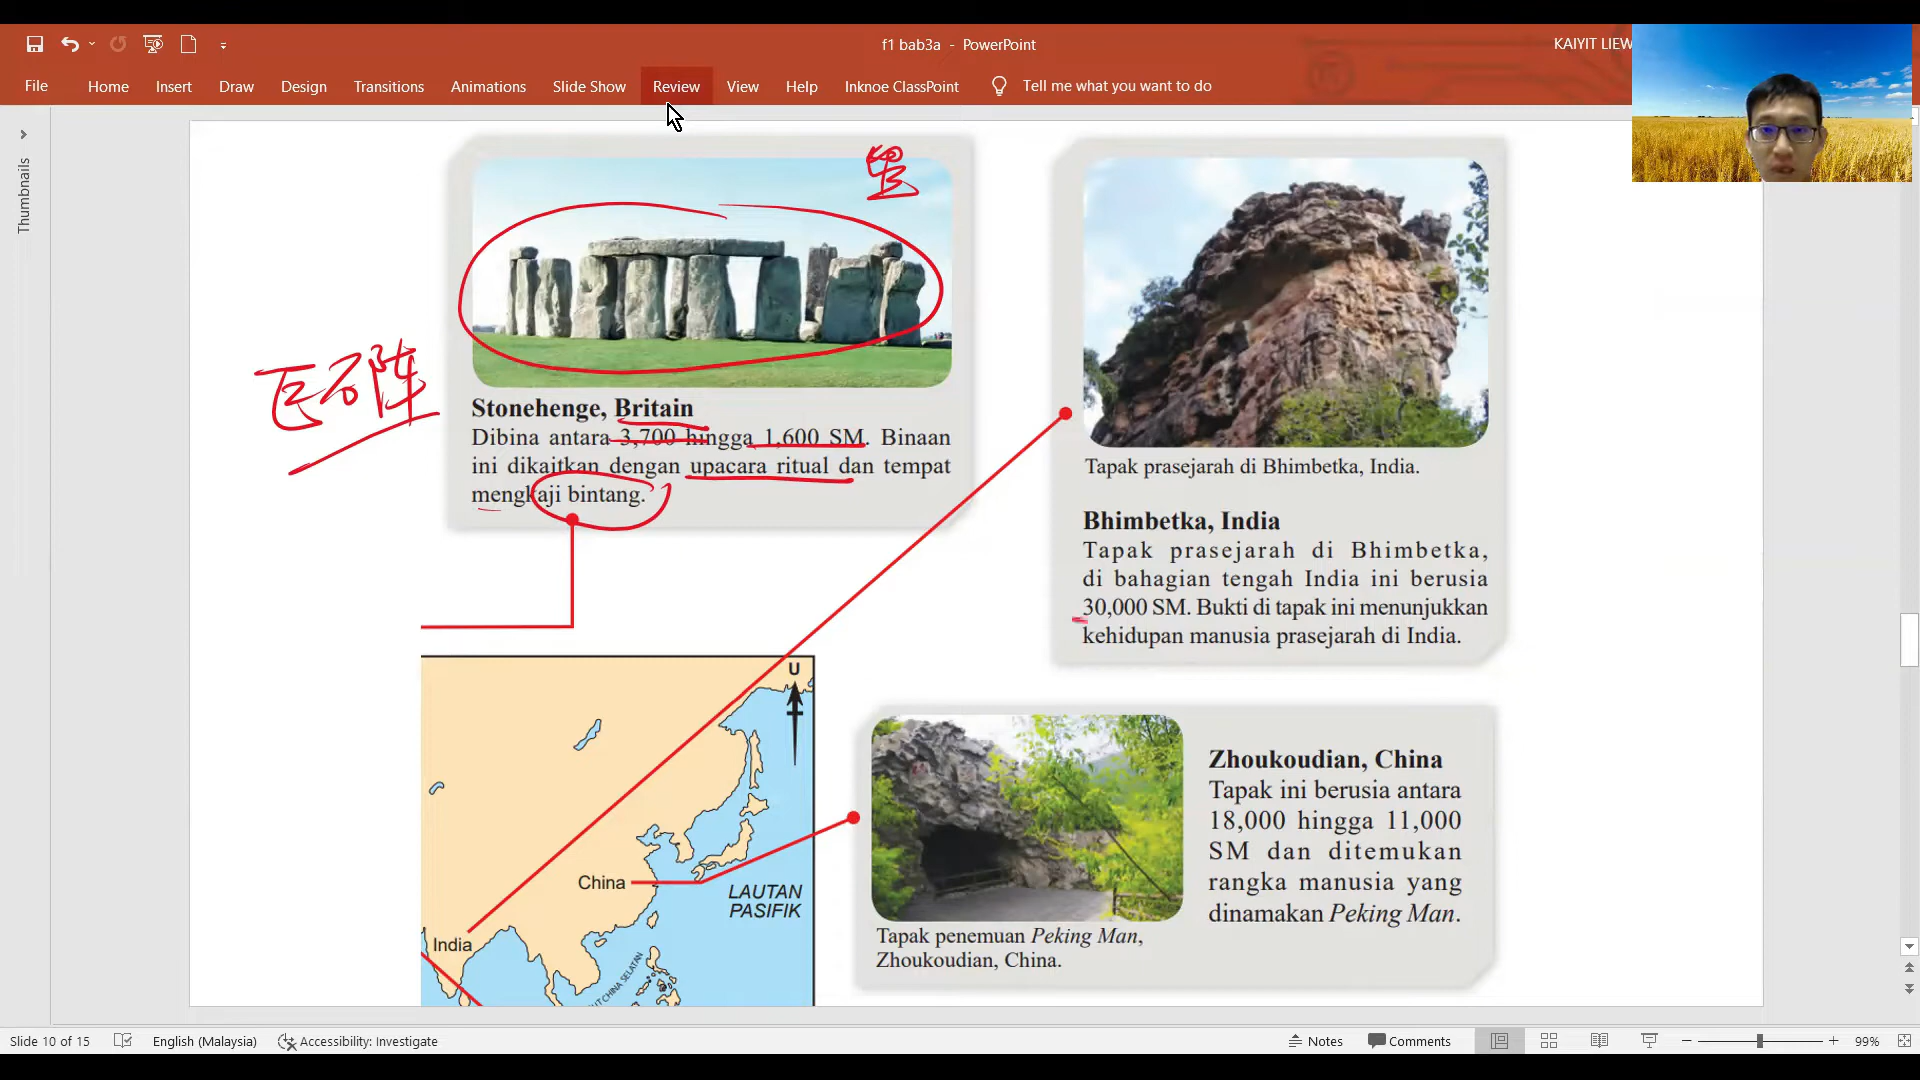 f1 bab3a - PowerPoint
KAIYIT LIEW
File
Home
Insert
Draw
Design
Transitions
Animations
Slide Show
Review
View
Help
Inknoe ClassPoint
Tell me what you want to do
Thumbnails
巨石阵
Stonehenge, Britain
Dibina antara 3,700 hingga 1,600 SM. Binaan
ini dikaitkan dengan upacara ritual dan tempat
mengkaji bintang.
Tapak prasejarah di Bhimbetka, India.
Bhimbetka, India
Tapak prasejarah di Bhimbetka,
di bahagian tengah India ini berusia
30,000 SM. Bukti di tapak ini menunjukkan
kehidupan manusia prasejarah di India.
U
China
India
LAUTAN
PASIFIK
UT CHINA SELATAN
Tapak penemuan Peking Man,
Zhoukoudian, China.
Zhoukoudian, China
Tapak ini berusia antara
18,000 hingga 11,000
SM dan ditemukan
rangka manusia yang
dinamakan Peking Man.
Slide 10 of 15
English (Malaysia)
Accessibility: Investigate
Notes
Comments
99%